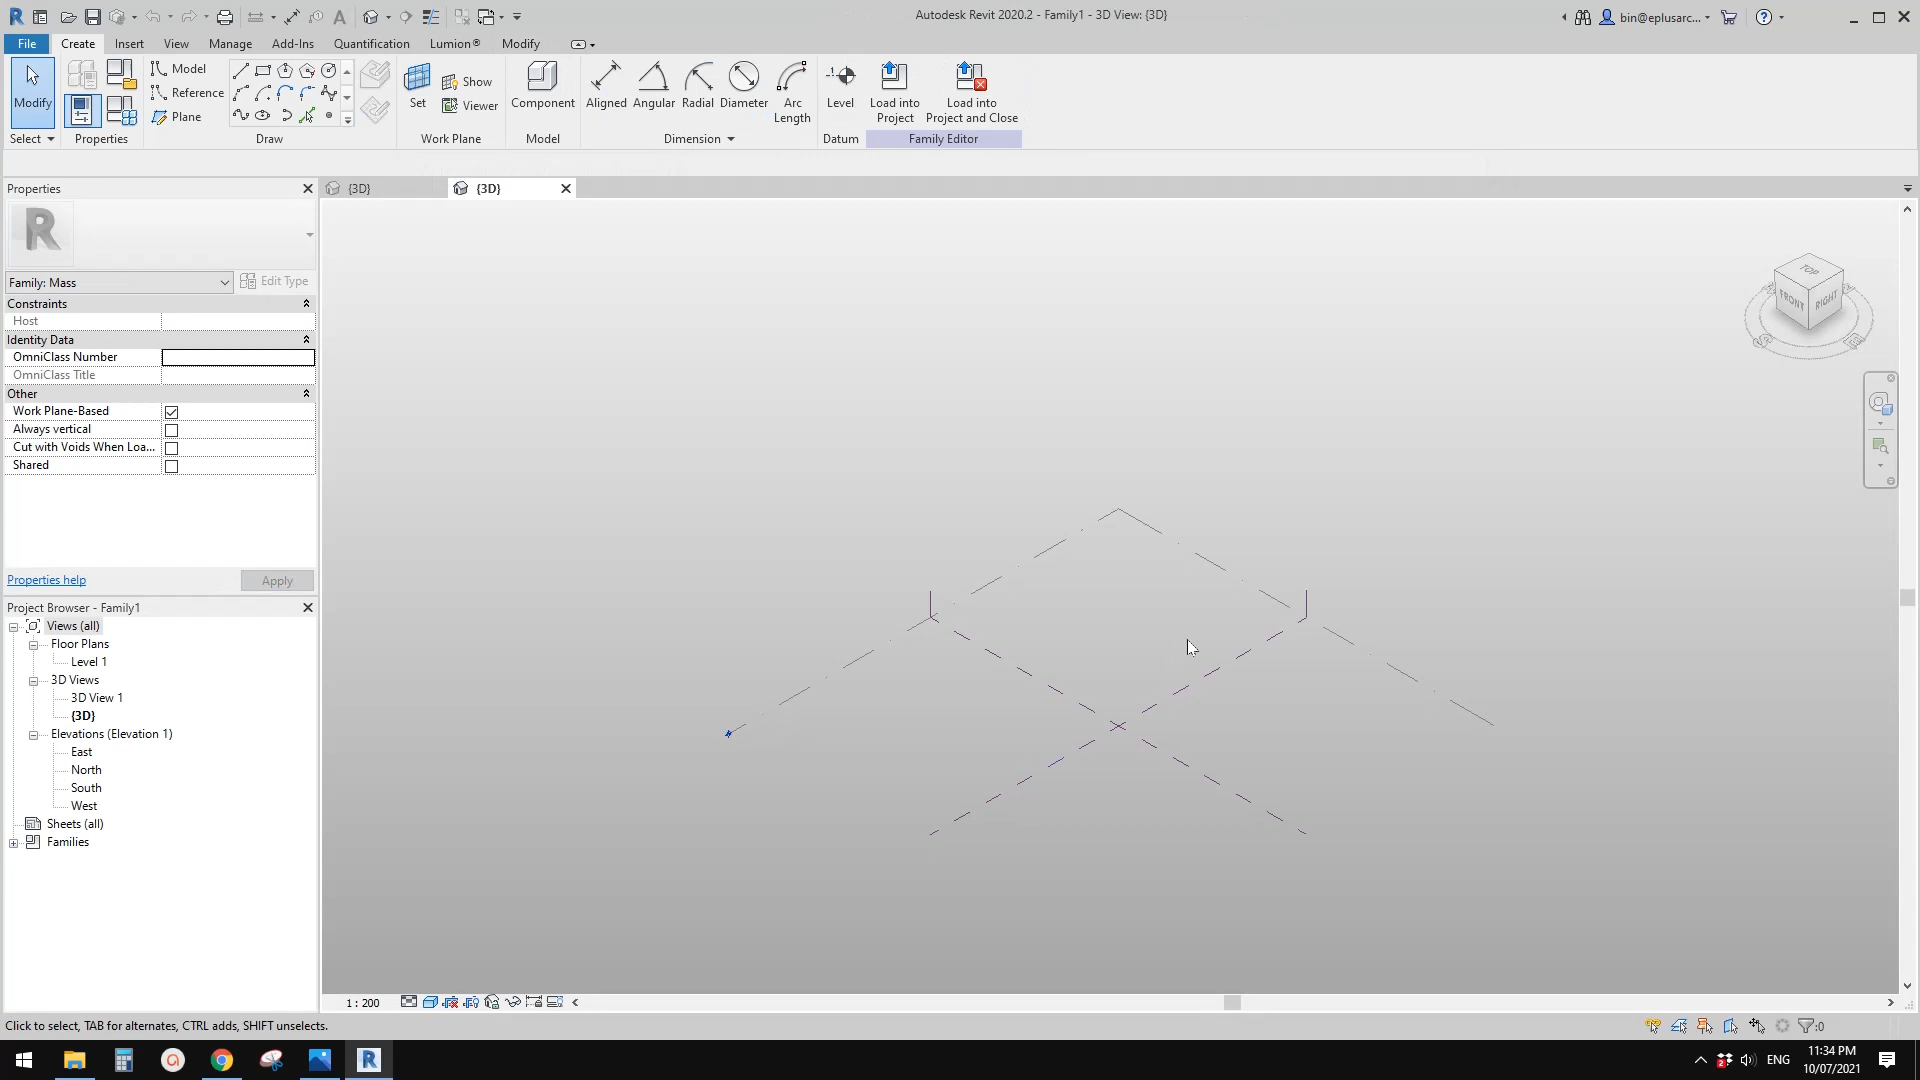 Autodesk Revit 2020.2 - Family1 - 3D View: {3D}
bin@eplusarc...
File Create Insert View Manage Add-Ins Quantification Lumion® Modify
Modify
Model
Reference
Plane
Set
Show
Viewer
Component
Aligned Angular Radial Diameter Arc Length
Level
Load into Project
Load into Project and Close
Select Properties Draw Work Plane Model Dimension Datum Family Editor
Properties
{3D} {3D}
Family: Mass
Edit Type
Constraints
Host
Identity Data
OmniClass Number
OmniClass Title
Other
Work Plane-Based
Always vertical
Cut with Voids When Loa...
Shared
Properties help
Apply
Project Browser - Family1
Views (all)
Floor Plans
Level 1
3D Views
3D View 1
{3D}
Elevations (Elevation 1)
East
North
South
West
Sheets (all)
Families
TOP
FRONT RIGHT
1 : 200
Click to select, TAB for alternates, CTRL adds, SHIFT unselects.
:0
ENG
11:34 PM
10/07/2021